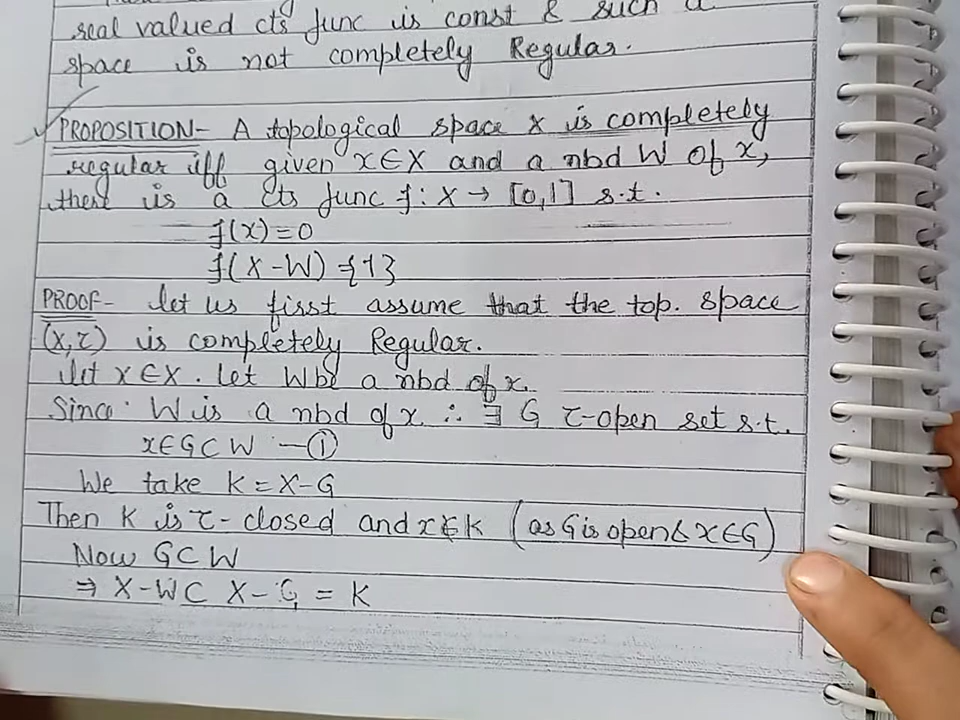 real valued cts func is const & such a
space is not completely Regular.
PROPOSITION- A topological space X is completely
regular iff given x∈X and a nbd W of x,
there is a cts func f: X → [0,1] s.t.
f(x)=0
f(X-W) = {1}
PROOF- let us first assume that the top. space
(X,τ) is completely Regular.
Let x∈X. Let W be a nbd of x.
Since W is a nbd of x ∴ ∃ G τ-open set s.t.
x∈G⊂W —①
We take K = X-G
Then K is τ-closed and x∉K (as G is open & x∈G)
Now G⊂W
⇒ X-W⊂ X-G = K